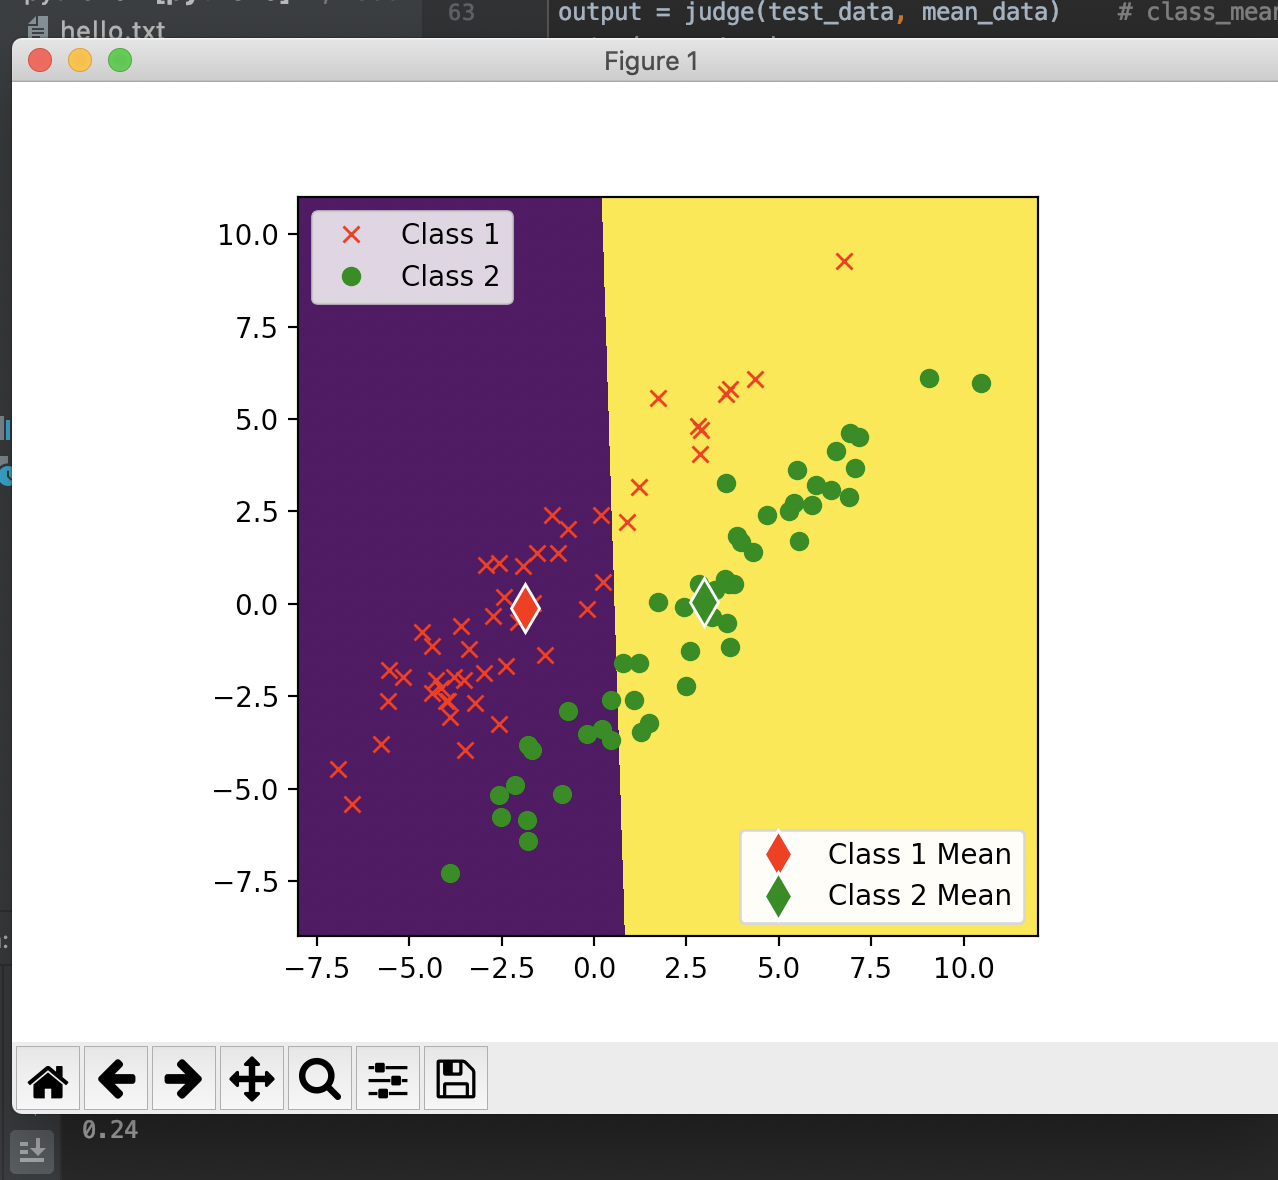 hello.txt
63
output = judge(test_data, mean_data) # class_mear
Figure 1
Class 1
Class 2
10.0
7.5
5.0
2.5
0.0
−2.5
−5.0
−7.5
Class 1 Mean
Class 2 Mean
−7.5 −5.0 −2.5 0.0 2.5 5.0 7.5 10.0
0.24